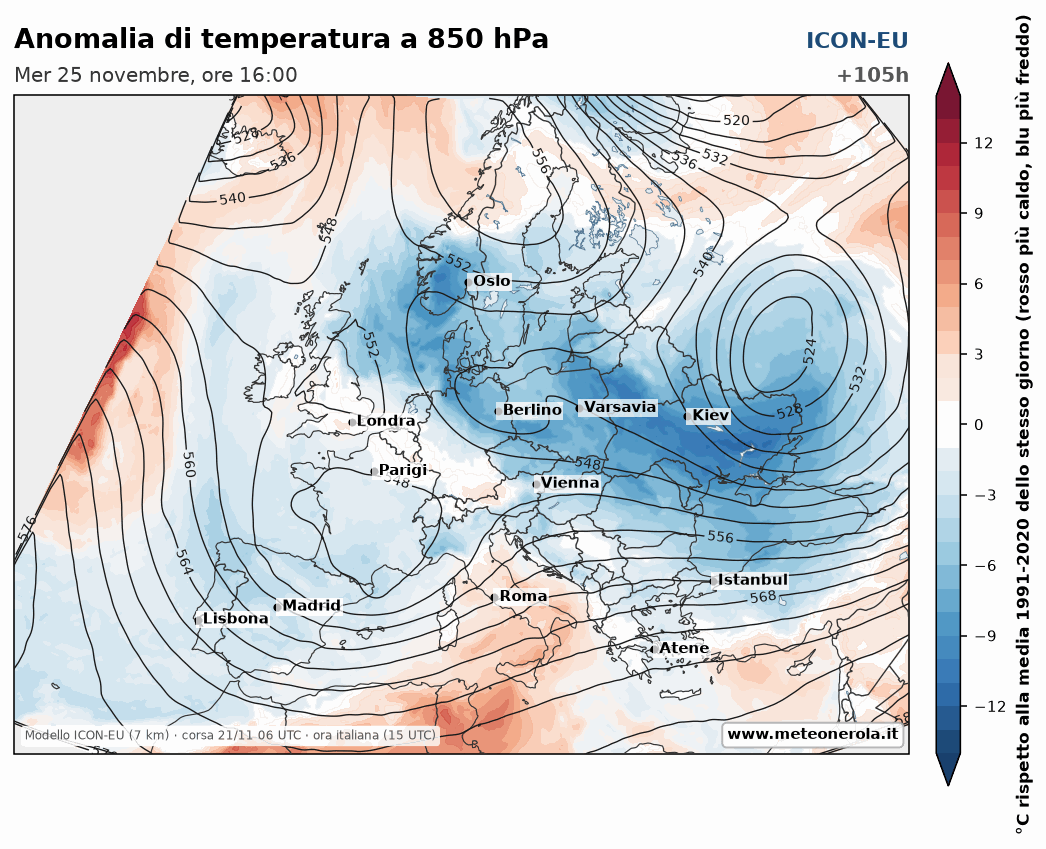 Anomalia di temperatura a 850 hPa
ICON-EU
Mer 25 novembre, ore 16:00
+105h
520
528
536
532
536
556
540
548
540
552
552
524
532
528
560
548
548
556
564
568
576
Oslo
Londra
Berlino
Varsavia
Kiev
Parigi
Vienna
Istanbul
Roma
Madrid
Lisbona
Atene
Modello ICON-EU (7 km) · corsa 21/11 06 UTC · ora italiana (15 UTC)
www.meteonerola.it
12
9
6
3
0
−3
−6
−9
−12
°C rispetto alla media 1991-2020 dello stesso giorno (rosso più caldo, blu più freddo)